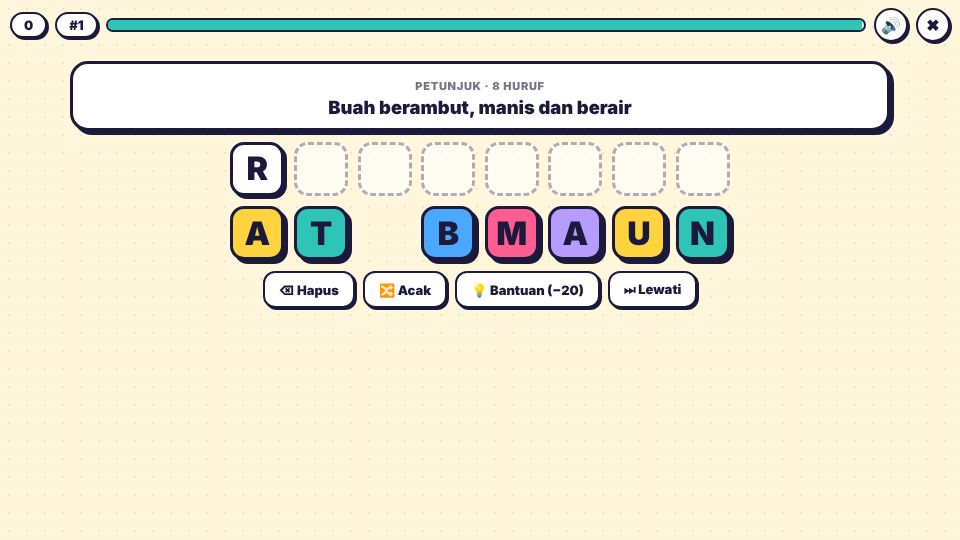 0 #1
PETUNJUK · 8 HURUF
Buah berambut, manis dan berair
R
A T B M A U N
Hapus Acak Bantuan (−20) Lewati